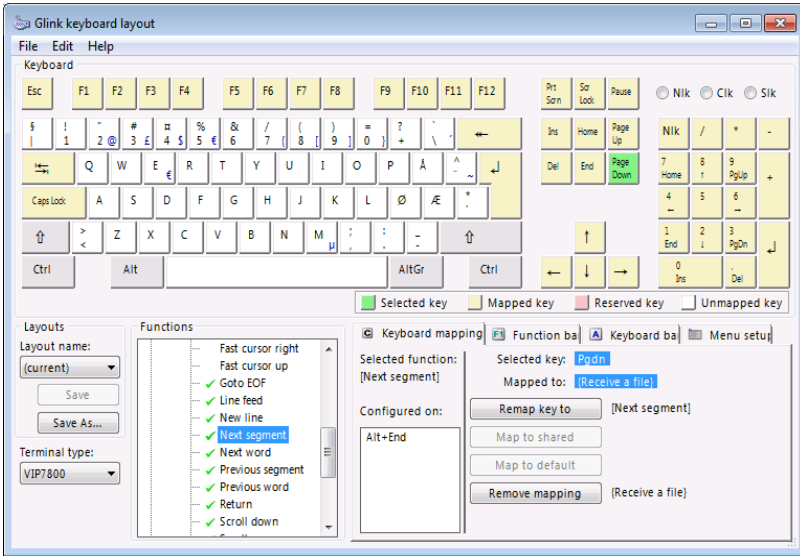 Glink keyboard layout
File Edit Help
Keyboard
Esc F1 F2 F3 F4 F5 F6 F7 F8 F9 F10 F11 F12 Prt Scrn Scr Lock Pause Nlk Clk Slk
§ | ! 1 " 2 @ # 3 £ ¤ 4 $ % 5 € & 6 / 7 { ( 8 [ ) 9 ] = 0 } ? + ` \ ´ ← Ins Home Page Up Nlk / * -
Q W E € R T Y U I O P Å ^ ¨ ~ ↵ Del End Page Down 7 Home 8 ↑ 9 PgUp +
Caps Lock A S D F G H J K L Ø Æ * ' 4 ← 5 6 →
⇧ > < Z X C V B N M µ ; , : . _ - ⇧ ↑ 1 End 2 ↓ 3 PgDn ↵
Ctrl Alt AltGr Ctrl ← ↓ → 0 Ins . Del
Selected key Mapped key Reserved key Unmapped key
Layouts
Layout name:
(current)
Save
Save As...
Terminal type:
VIP7800
Functions
Fast cursor right
Fast cursor up
✓ Goto EOF
✓ Line feed
✓ New line
✓ Next segment
✓ Next word
✓ Previous segment
✓ Previous word
✓ Return
✓ Scroll down
Keyboard mapping Function ba Keyboard ba Menu setup
Selected function:
[Next segment]
Configured on:
Alt+End
Selected key: Pgdn
Mapped to: {Receive a file}
Remap key to [Next segment]
Map to shared
Map to default
Remove mapping {Receive a file}